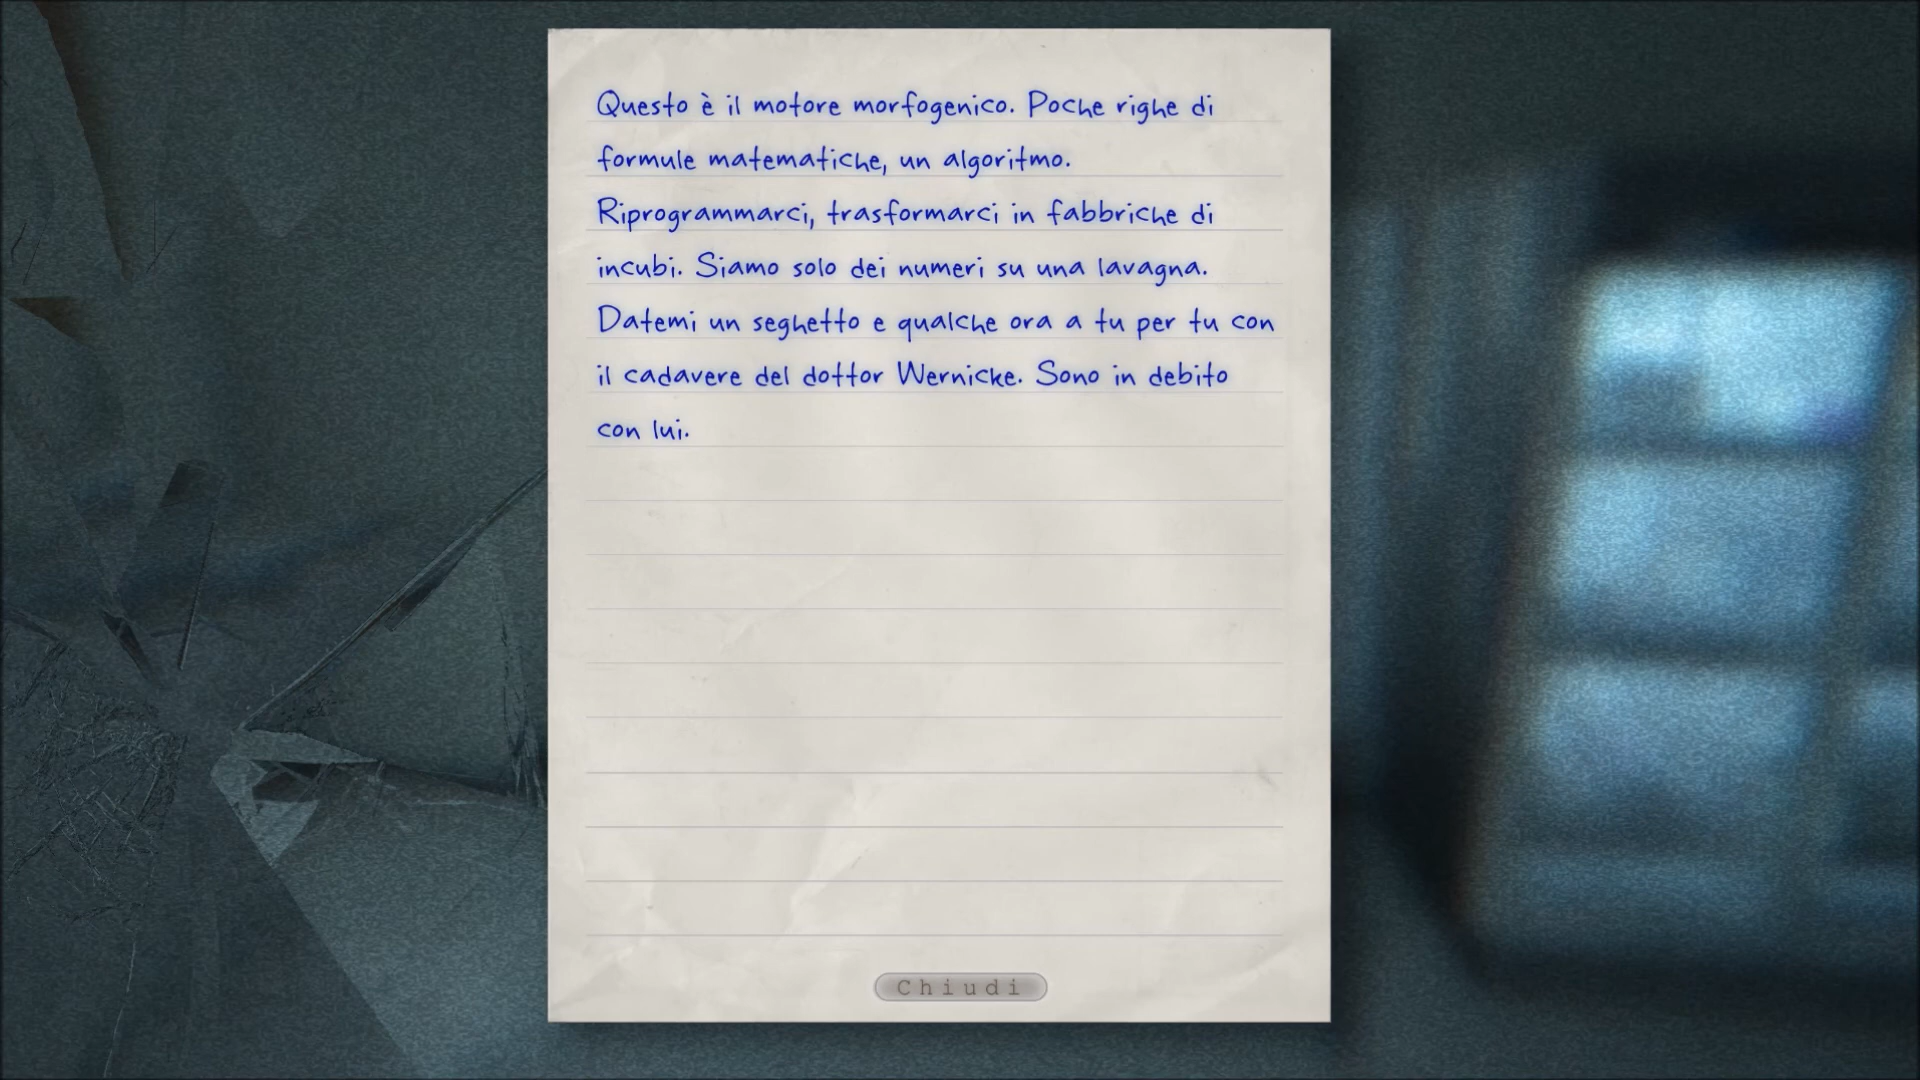 Questo è il motore morfogenico. Poche righe di
formule matematiche, un algoritmo.
Riprogrammarci, trasformarci in fabbriche di
incubi. Siamo solo dei numeri su una lavagna.
Datemi un seghetto e qualche ora a tu per tu con
il cadavere del dottor Wernicke. Sono in debito
con lui.
Chiudi